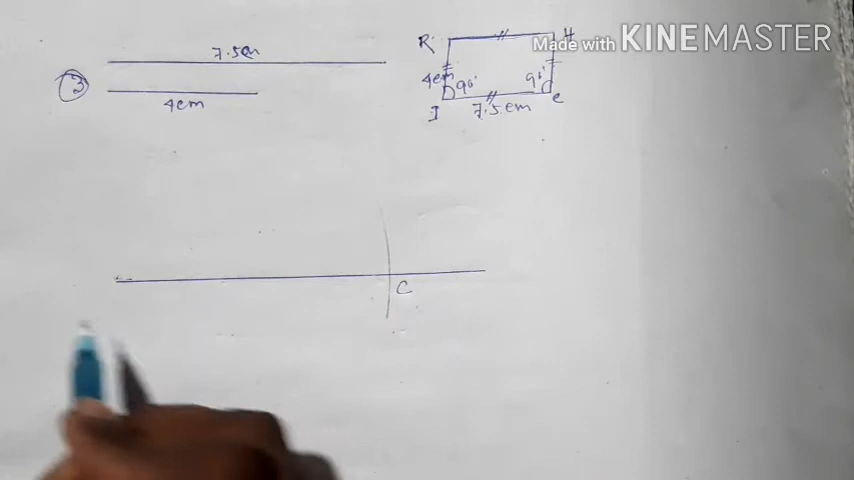 7.5cm
③
4cm
R
H
4cm
90°
90°
I
7.5cm
C
C
Made with KINEMASTER